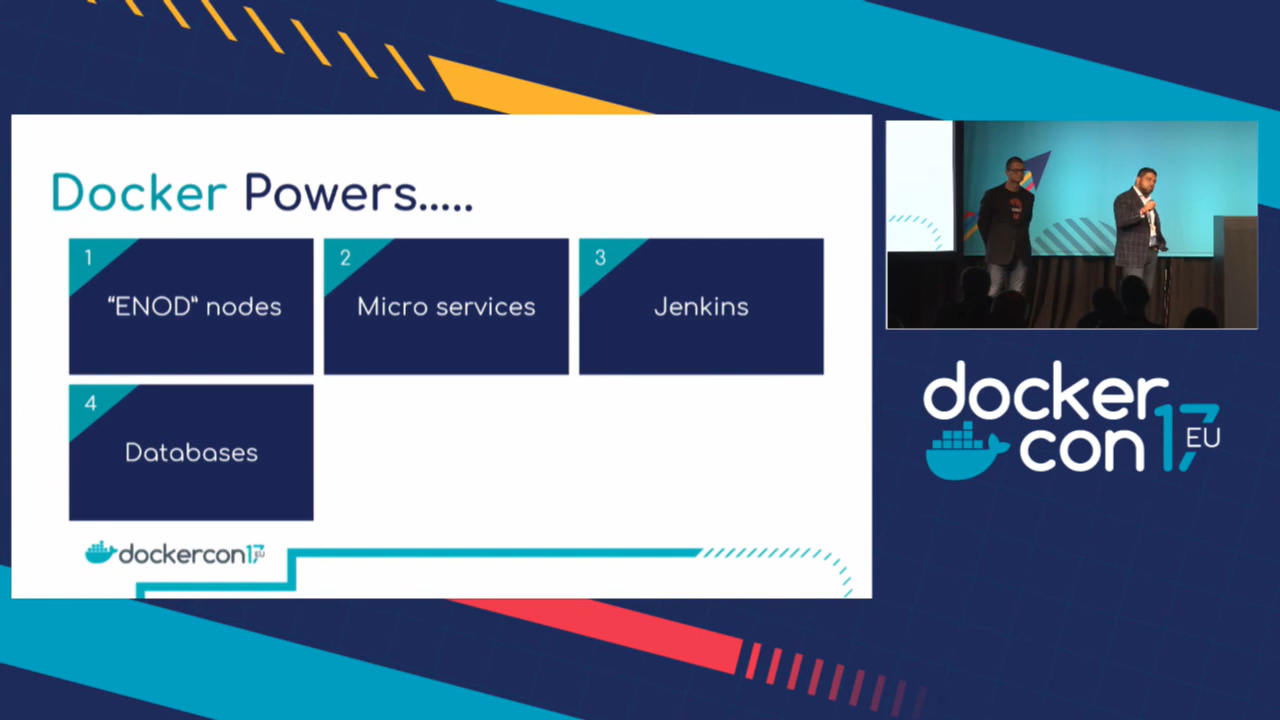 Docker Powers.....
1
“ENOD” nodes
2
Micro services
3
Jenkins
4
Databases
dockercon17 EU
docker
con 17 EU